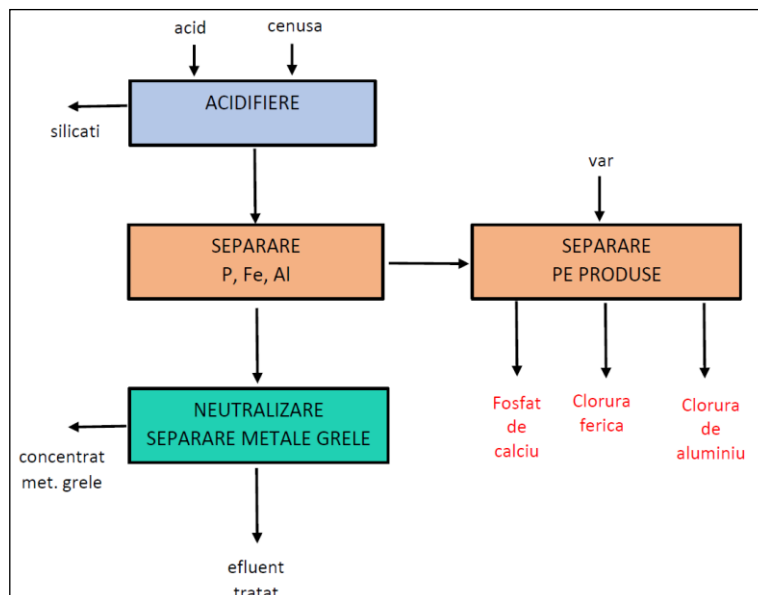 acid
cenusa
ACIDIFIERE
silicati
var
SEPARARE
P, Fe, Al
SEPARARE
PE PRODUSE
NEUTRALIZARE
SEPARARE METALE GRELE
Fosfat
de
calciu
Clorura
ferica
Clorura
de
aluminiu
concentrat
met. grele
efluent
tratat